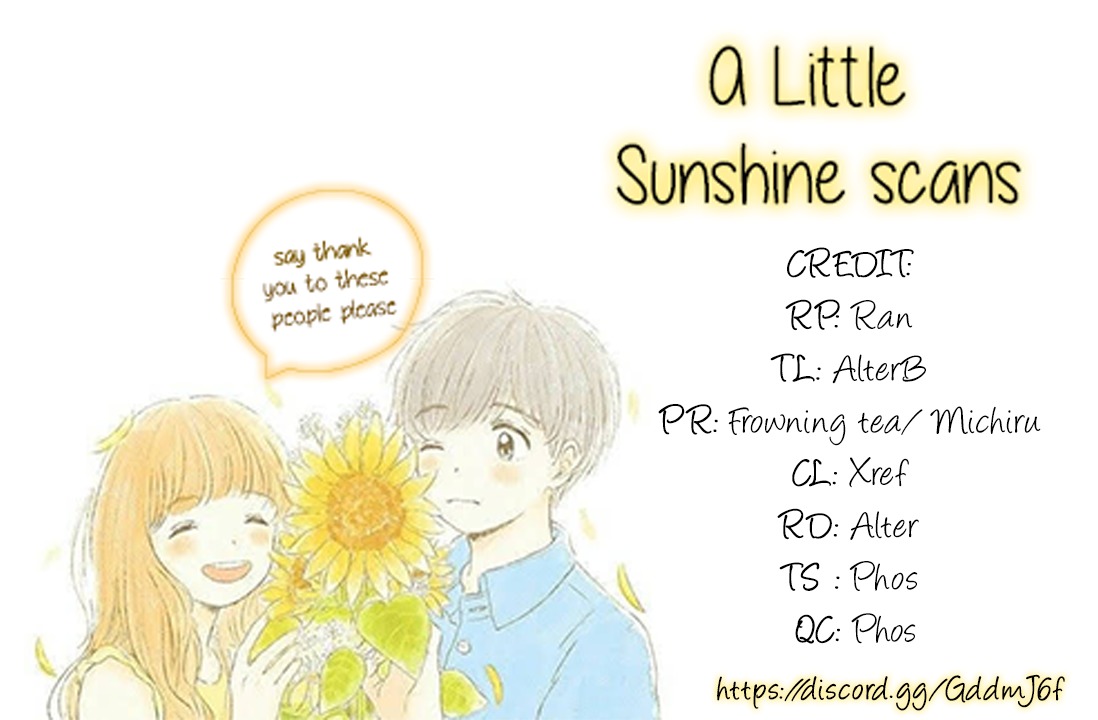 A Little
Sunshine scans
say thank
you to these
people please
CREDIT:
RP: Ran
TL: AlterB
PR: Frowning tea/ Michiru
CL: Xref
RD: Alter
TS : Phos
QC: Phos
https://discord.gg/GddmJ6f